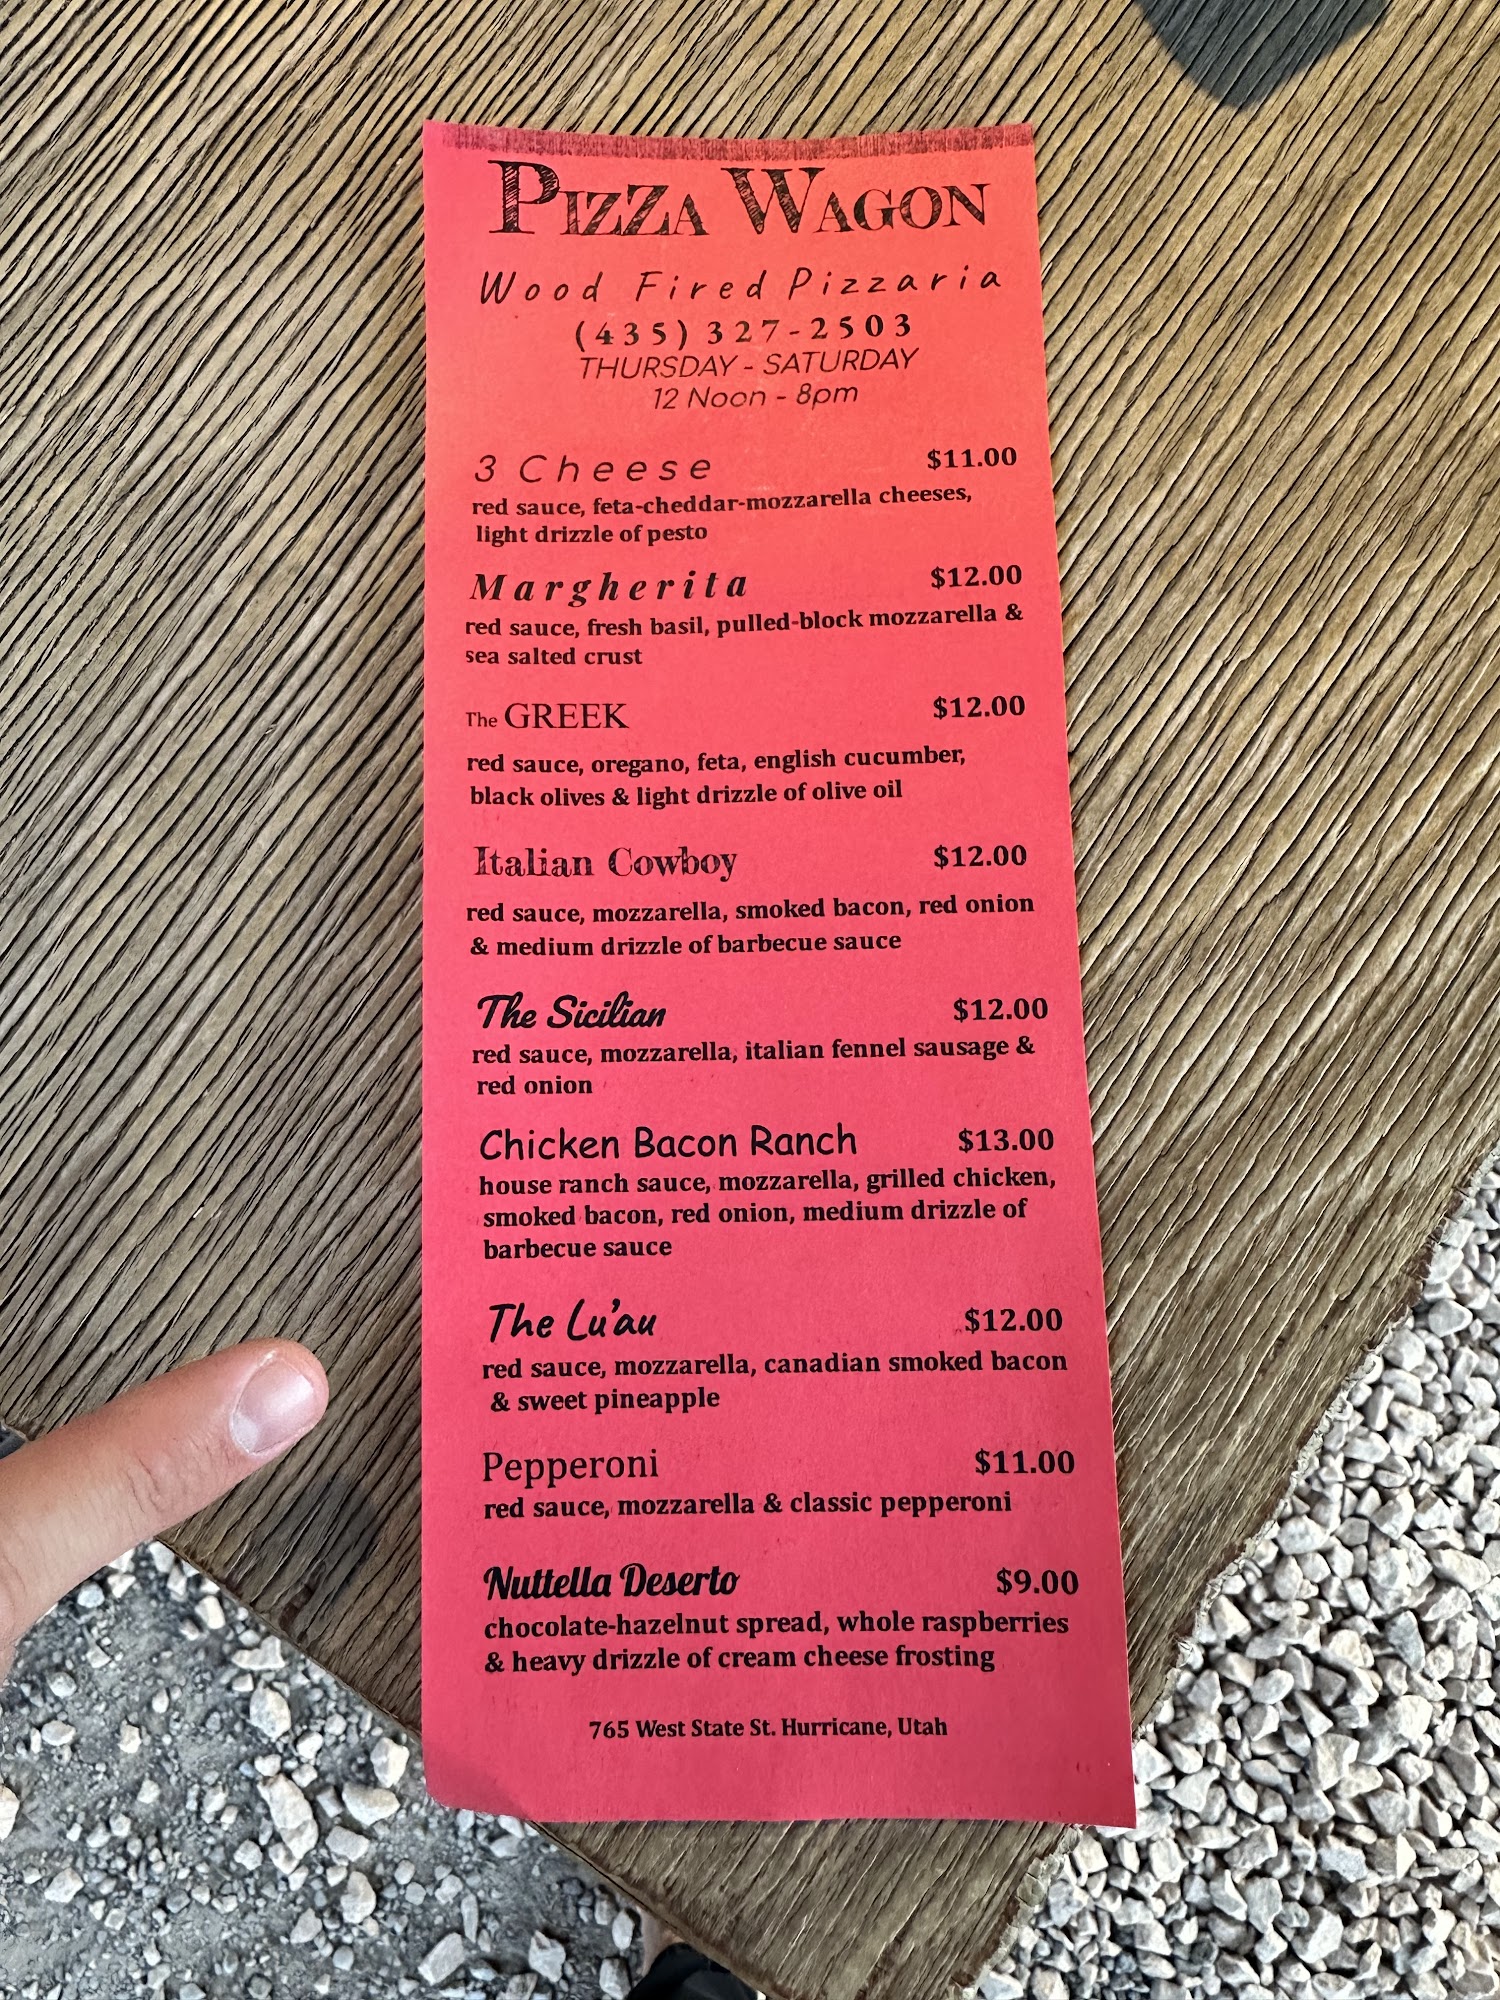 PIZZA WAGON
Wood Fired Pizzaria
(435) 327-2503
THURSDAY - SATURDAY
12 Noon - 8pm
3 Cheese $11.00
red sauce, feta-cheddar-mozzarella cheeses,
light drizzle of pesto
Margherita $12.00
red sauce, fresh basil, pulled-block mozzarella &
sea salted crust
The GREEK $12.00
red sauce, oregano, feta, english cucumber,
black olives & light drizzle of olive oil
Italian Cowboy $12.00
red sauce, mozzarella, smoked bacon, red onion
& medium drizzle of barbecue sauce
The Sicilian $12.00
red sauce, mozzarella, italian fennel sausage &
red onion
Chicken Bacon Ranch $13.00
house ranch sauce, mozzarella, grilled chicken,
smoked bacon, red onion, medium drizzle of
barbecue sauce
The Lu'au $12.00
red sauce, mozzarella, canadian smoked bacon
& sweet pineapple
Pepperoni $11.00
red sauce, mozzarella & classic pepperoni
Nuttella Deserto $9.00
chocolate-hazelnut spread, whole raspberries
& heavy drizzle of cream cheese frosting
765 West State St. Hurricane, Utah